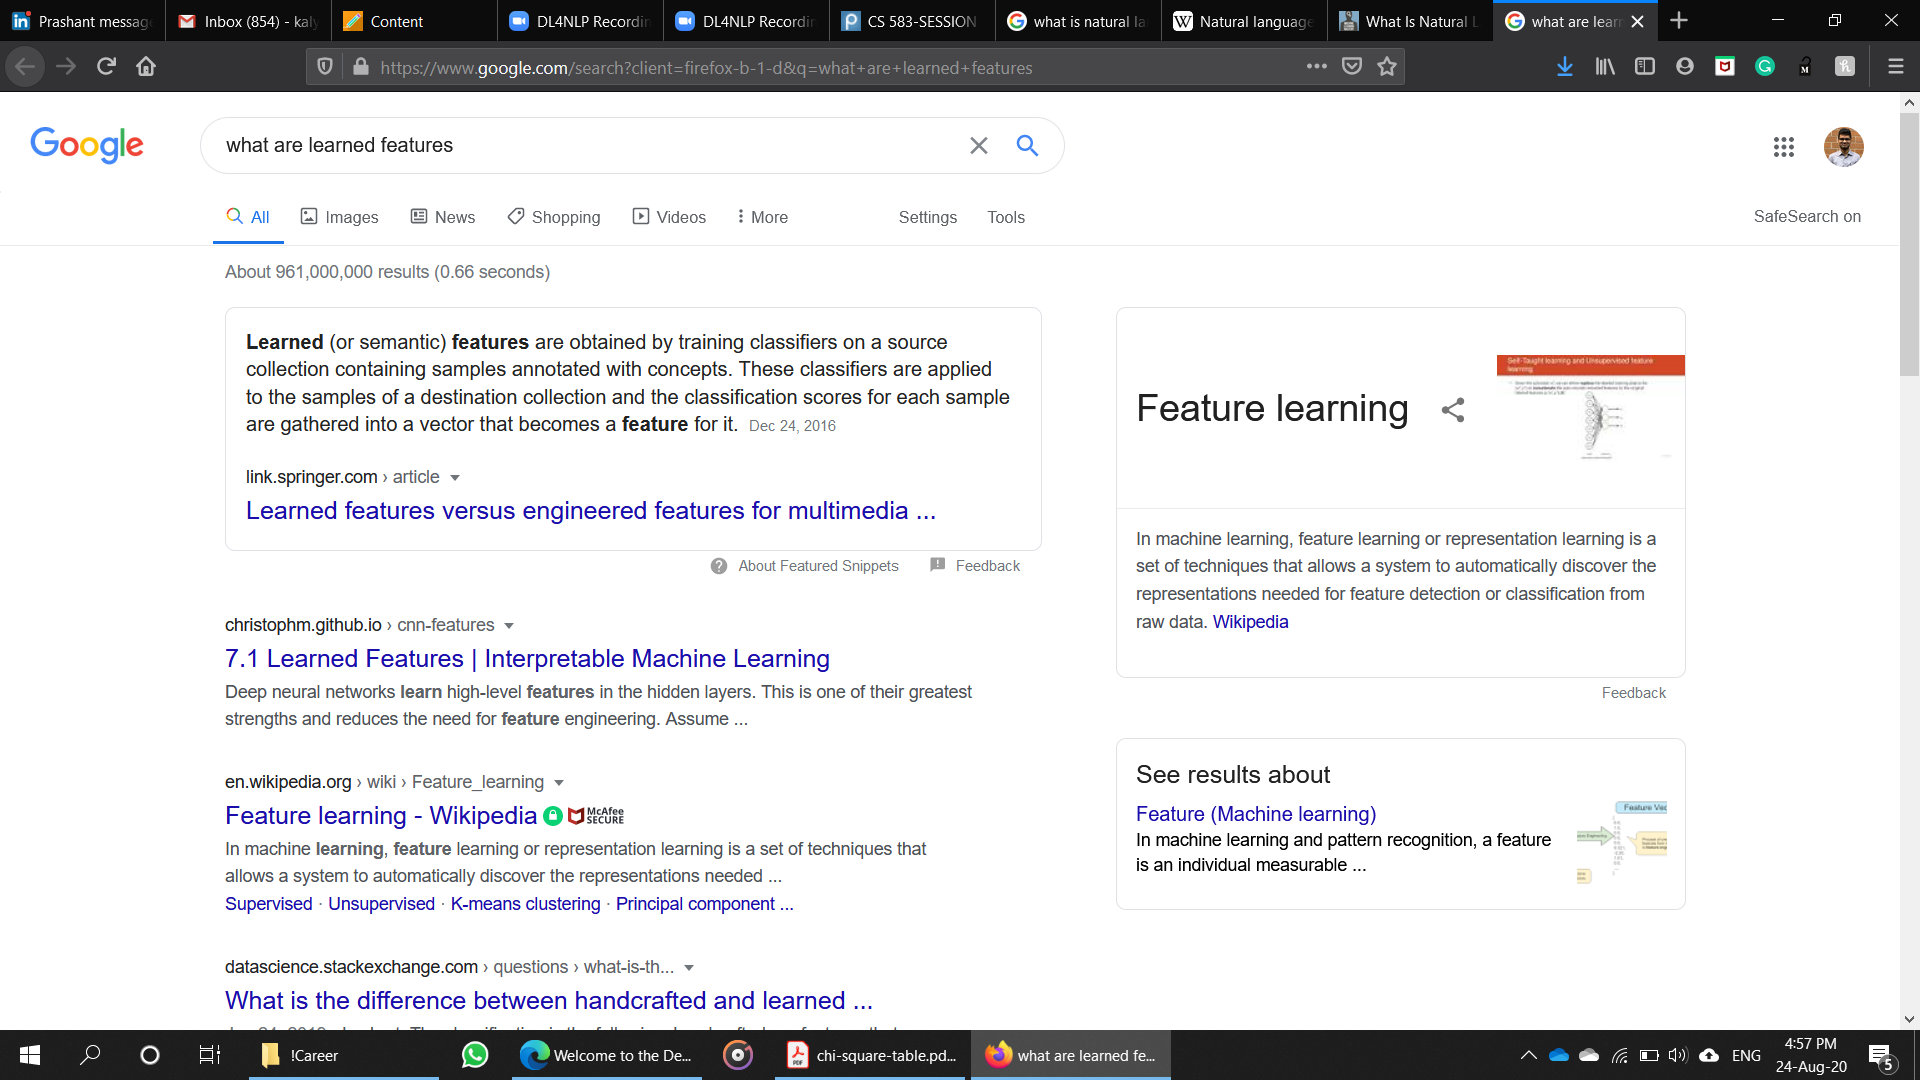 Prashant messag
Inbox (854) - kal
Content
DL4NLP Recordin
DL4NLP Recordin
CS 583-SESSION
what is natural la
Natural language
What Is Natural L
what are lear
https://www.google.com/search?client=firefox-b-1-d&q=what+are+learned+features
Google
what are learned features
All
Images
News
Shopping
Videos
More
Settings
Tools
SafeSearch on
About 961,000,000 results (0.66 seconds)
Learned (or semantic) features are obtained by training classifiers on a source
collection containing samples annotated with concepts. These classifiers are applied
to the samples of a destination collection and the classification scores for each sample
are gathered into a vector that becomes a feature for it. Dec 24, 2016
link.springer.com › article
Learned features versus engineered features for multimedia ...
About Featured Snippets
Feedback
christophm.github.io › cnn-features
7.1 Learned Features | Interpretable Machine Learning
Deep neural networks learn high-level features in the hidden layers. This is one of their greatest
strengths and reduces the need for feature engineering. Assume ...
en.wikipedia.org › wiki › Feature_learning
Feature learning - Wikipedia
McAfee
SECURE
In machine learning, feature learning or representation learning is a set of techniques that
allows a system to automatically discover the representations needed ...
Supervised · Unsupervised · K-means clustering · Principal component ...
datascience.stackexchange.com › questions › what-is-th...
What is the difference between handcrafted and learned ...
Feature learning
Self-Taught learning and Unsupervised feature
learning
In machine learning, feature learning or representation learning is a
set of techniques that allows a system to automatically discover the
representations needed for feature detection or classification from
raw data. Wikipedia
Feedback
See results about
Feature (Machine learning)
In machine learning and pattern recognition, a feature
is an individual measurable ...
Feature Vec
!Career
Welcome to the De...
chi-square-table.pd...
what are learned fe...
ENG
4:57 PM
24-Aug-20
5